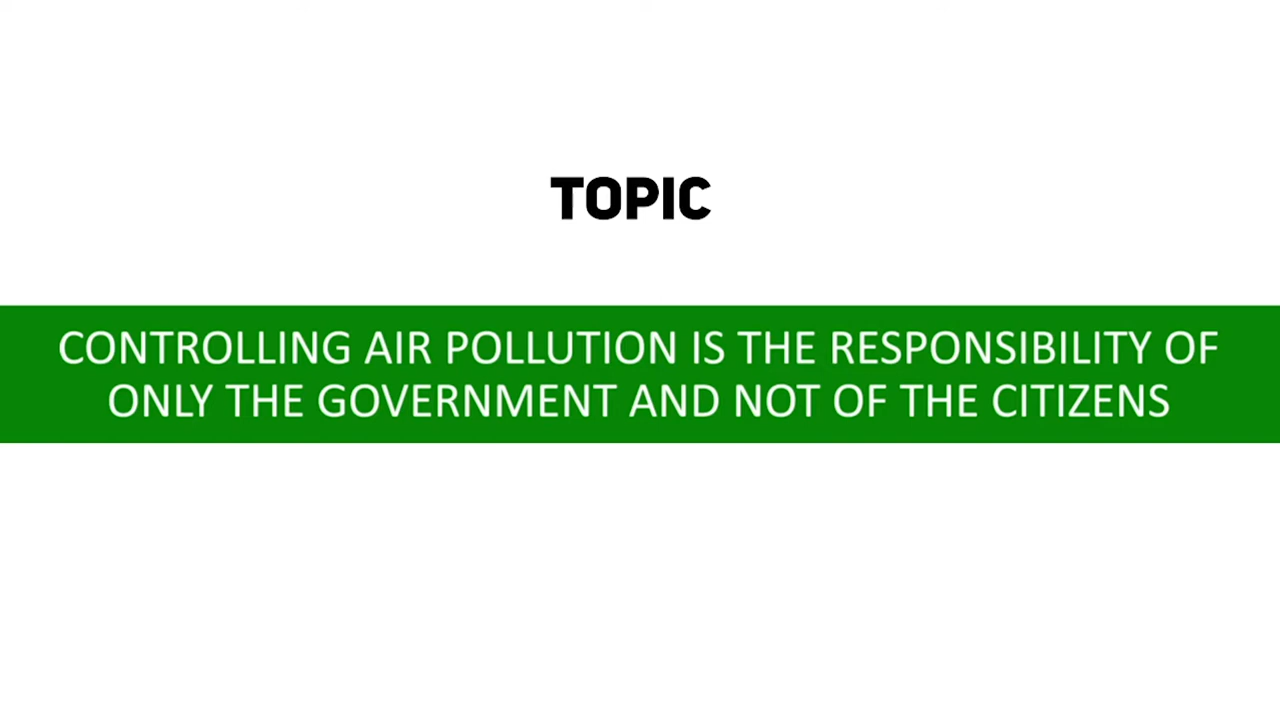 TOPIC
CONTROLLING AIR POLLUTION IS THE RESPONSIBILITY OF
ONLY THE GOVERNMENT AND NOT OF THE CITIZENS